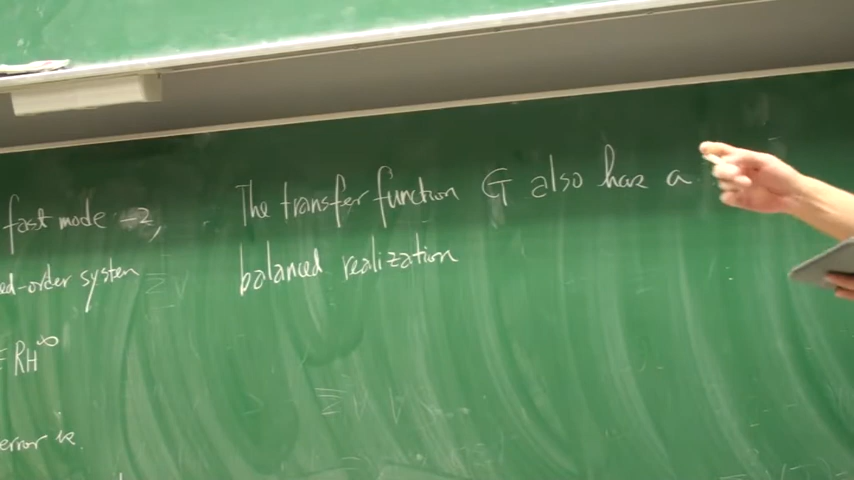 fast mode -2,
ed-order system
∈ RH∞
error is
The transfer function G also has a
balanced realization